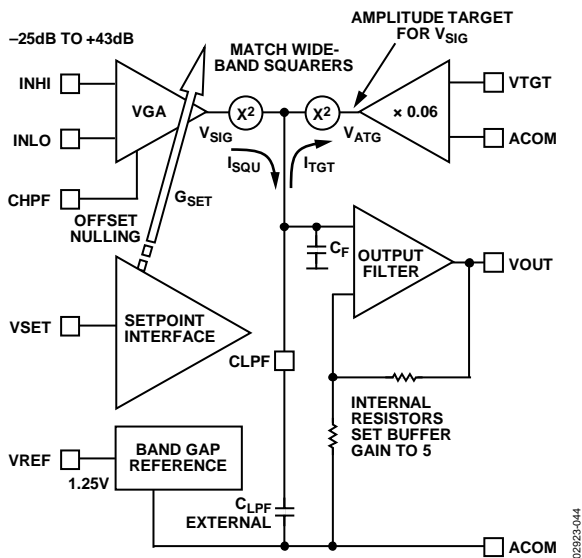 –25dB TO +43dB
AMPLITUDE TARGET
FOR VSIG
MATCH WIDE-
BAND SQUARERS
INHI
VGA
X2
X2
× 0.06
VTGT
INLO
VSIG
VATG
ACOM
ISQU
ITGT
CHPF
GSET
OFFSET
NULLING
CF
OUTPUT
FILTER
VOUT
VSET
SETPOINT
INTERFACE
CLPF
INTERNAL
RESISTORS
SET BUFFER
GAIN TO 5
VREF
BAND GAP
REFERENCE
1.25V
CLPF
EXTERNAL
ACOM
02923-044